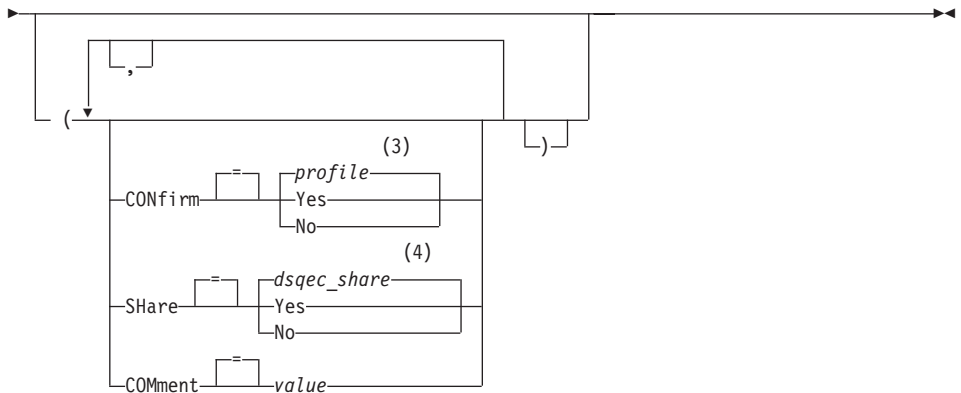 ,
( )
(3)
CONfirm = profile
Yes
No
(4)
SHare = dsqec_share
Yes
No
COMment = value